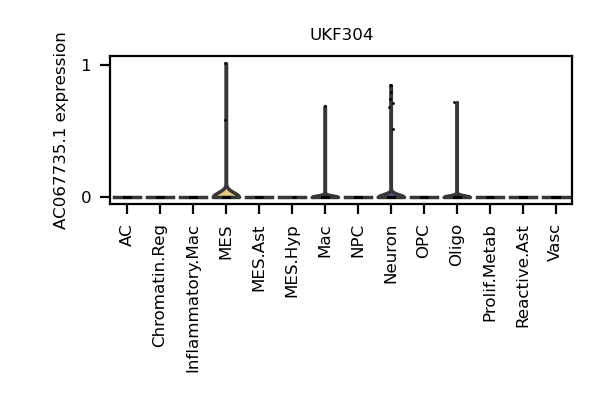 UKF304
AC067735.1 expression
1
0
AC
Chromatin.Reg
Inflammatory.Mac
MES
MES.Ast
MES.Hyp
Mac
NPC
Neuron
OPC
Oligo
Prolif.Metab
Reactive.Ast
Vasc